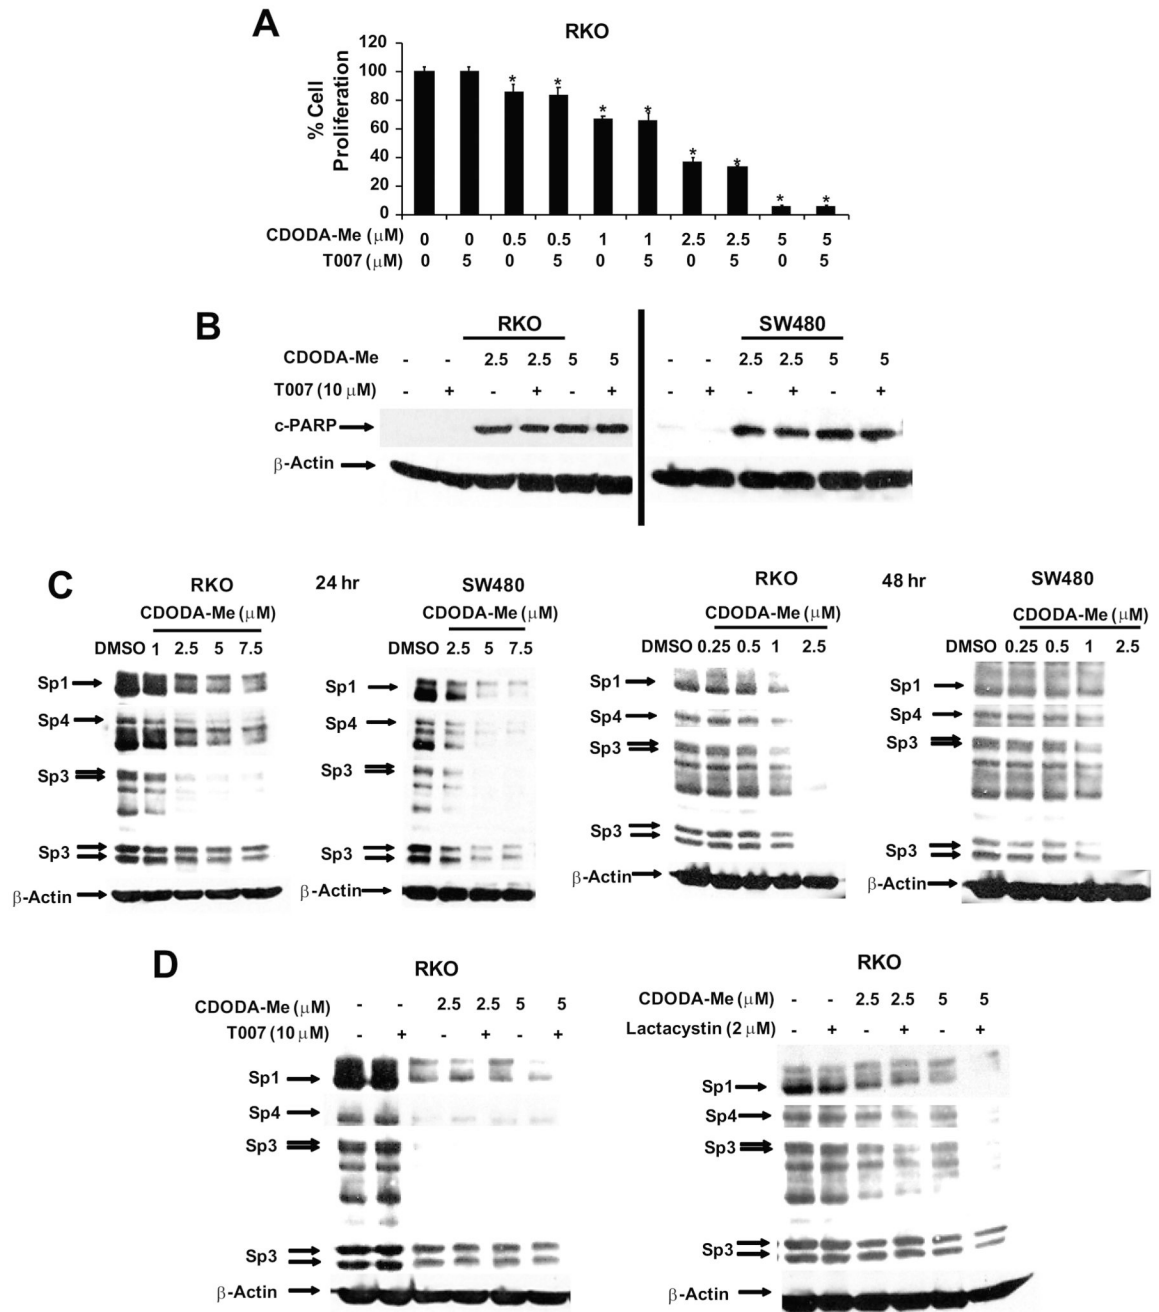 A
RKO
% Cell
Proliferation
120
100
80
60
40
20
0
* * * * * * * *
CDODA-Me (μM) 0 0 0.5 0.5 1 1 2.5 2.5 5 5
T007 (μM) 0 5 0 5 0 5 0 5 0 5
B
RKO SW480
CDODA-Me - - 2.5 2.5 5 5 - - 2.5 2.5 5 5
T007 (10 μM) - + - + - + - + - + - +
c-PARP
β-Actin
C
RKO 24 hr SW480 RKO 48 hr SW480
CDODA-Me (μM) CDODA-Me (μM) CDODA-Me (μM) CDODA-Me (μM)
DMSO 1 2.5 5 7.5 DMSO 2.5 5 7.5 DMSO 0.25 0.5 1 2.5 DMSO 0.25 0.5 1 2.5
Sp1 Sp1 Sp1 Sp1
Sp4 Sp4 Sp4 Sp4
Sp3 Sp3 Sp3 Sp3
Sp3 Sp3 Sp3 Sp3
β-Actin β-Actin β-Actin β-Actin
D
RKO RKO
CDODA-Me (μM) - - 2.5 2.5 5 5 CDODA-Me (μM) - - 2.5 2.5 5 5
T007 (10 μM) - + - + - + Lactacystin (2 μM) - + - + - +
Sp1 Sp1
Sp4 Sp4
Sp3 Sp3
Sp3 Sp3
β-Actin β-Actin